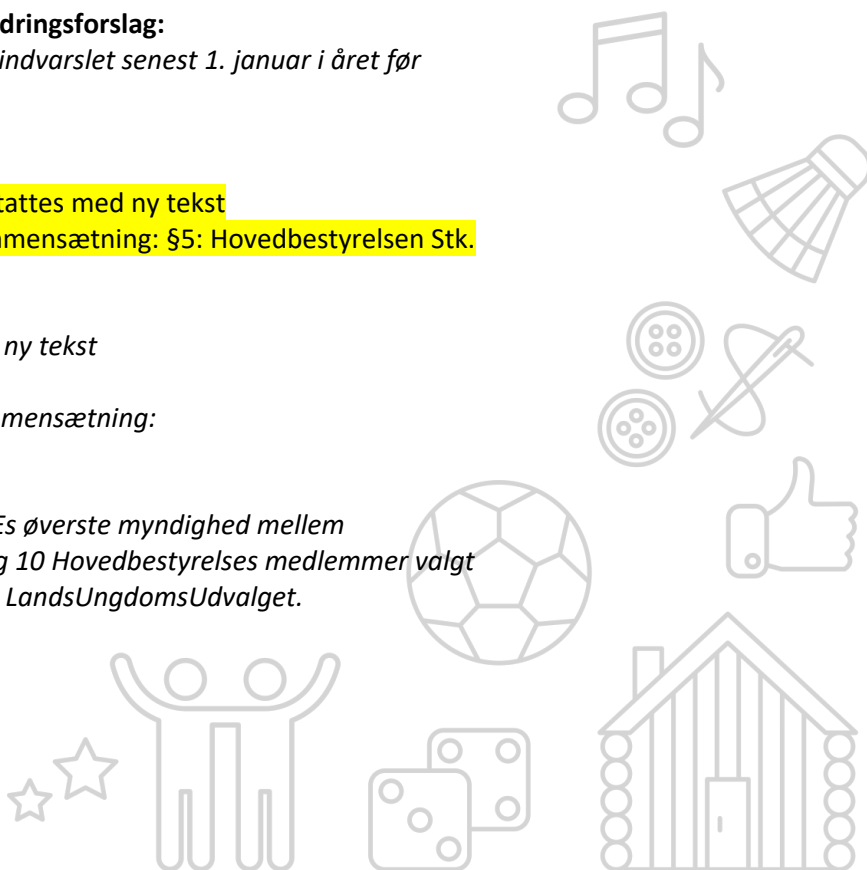 dringsforslag:
indvarslet senest 1. januar i året før
tattes med ny tekst
mensætning: §5: Hovedbestyrelsen Stk.
ny tekst
mensætning:
Es øverste myndighed mellem
g 10 Hovedbestyrelses medlemmer valgt
LandsUngdomsUdvalget.